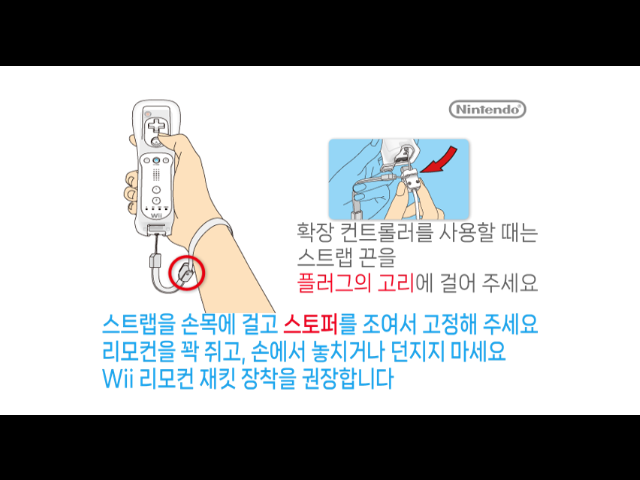 Nintendo
확장 컨트롤러를 사용할 때는
스트랩 끈을
플러그의 고리에 걸어 주세요
Wii
스트랩을 손목에 걸고 스토퍼를 조여서 고정해 주세요
리모컨을 꽉 쥐고, 손에서 놓치거나 던지지 마세요
Wii 리모컨 재킷 장착을 권장합니다